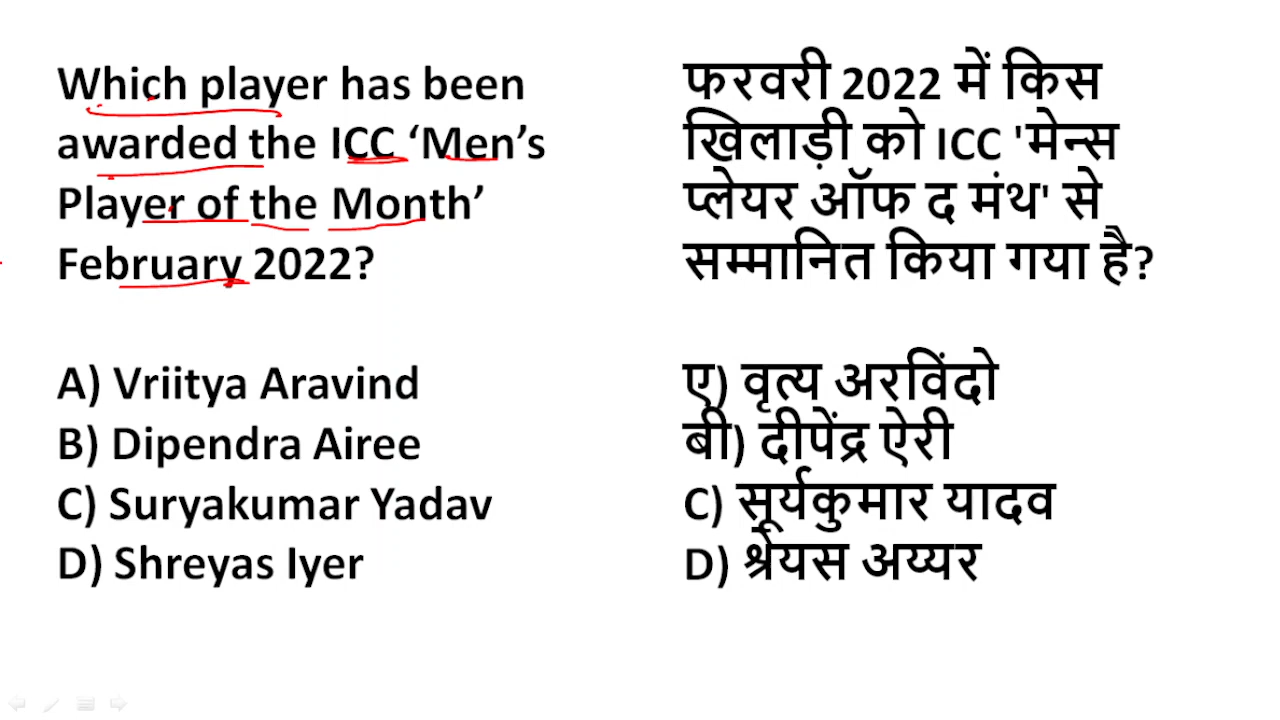 Which player has been
awarded the ICC ‘Men’s
Player of the Month’
February 2022?
A) Vriitya Aravind
B) Dipendra Airee
C) Suryakumar Yadav
D) Shreyas Iyer
फरवरी 2022 में किस
खिलाड़ी को ICC 'मेन्स
प्लेयर ऑफ द मंथ' से
सम्मानित किया गया है?
ए) वृत्य अरविंदो
बी) दीपेंद्र ऐरी
C) सूर्यकुमार यादव
D) श्रेयस अय्यर